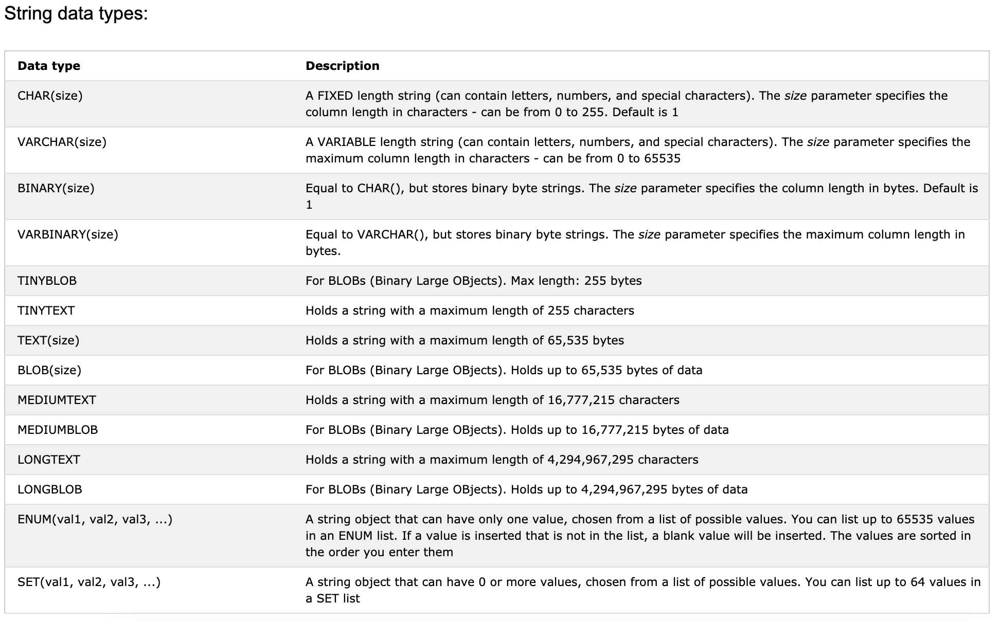 String data types:
Data type Description
CHAR(size) A FIXED length string (can contain letters, numbers, and special characters). The size parameter specifies the
column length in characters - can be from 0 to 255. Default is 1
VARCHAR(size) A VARIABLE length string (can contain letters, numbers, and special characters). The size parameter specifies the
maximum column length in characters - can be from 0 to 65535
BINARY(size) Equal to CHAR(), but stores binary byte strings. The size parameter specifies the column length in bytes. Default is
1
VARBINARY(size) Equal to VARCHAR(), but stores binary byte strings. The size parameter specifies the maximum column length in
bytes.
TINYBLOB For BLOBs (Binary Large OBjects). Max length: 255 bytes
TINYTEXT Holds a string with a maximum length of 255 characters
TEXT(size) Holds a string with a maximum length of 65,535 bytes
BLOB(size) For BLOBs (Binary Large OBjects). Holds up to 65,535 bytes of data
MEDIUMTEXT Holds a string with a maximum length of 16,777,215 characters
MEDIUMBLOB For BLOBs (Binary Large OBjects). Holds up to 16,777,215 bytes of data
LONGTEXT Holds a string with a maximum length of 4,294,967,295 characters
LONGBLOB For BLOBs (Binary Large OBjects). Holds up to 4,294,967,295 bytes of data
ENUM(val1, val2, val3, ...) A string object that can have only one value, chosen from a list of possible values. You can list up to 65535 values
in an ENUM list. If a value is inserted that is not in the list, a blank value will be inserted. The values are sorted in
the order you enter them
SET(val1, val2, val3, ...) A string object that can have 0 or more values, chosen from a list of possible values. You can list up to 64 values in
a SET list